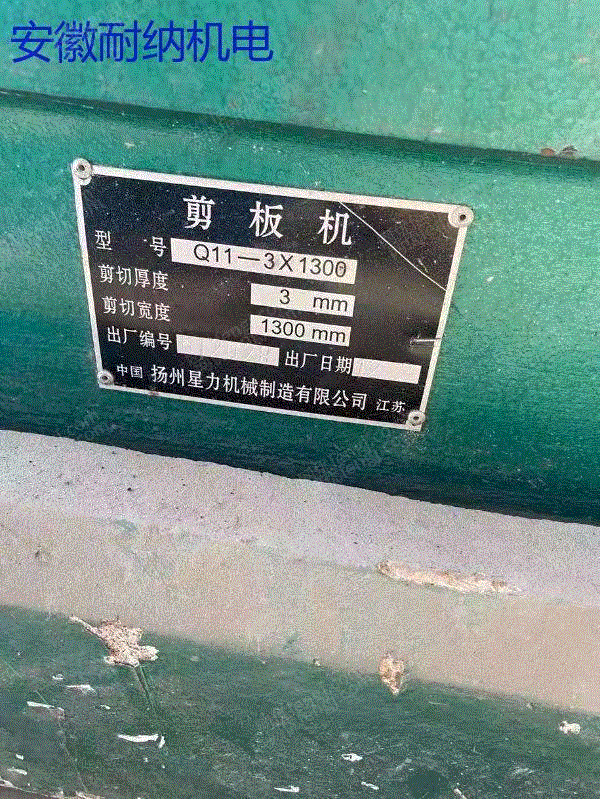 安徽耐纳机电
剪板机
型号 Q11—3X1300
剪切厚度 3 mm
剪切宽度 1300 mm
出厂编号 出厂日期
中国 扬州星力机械制造有限公司 江苏